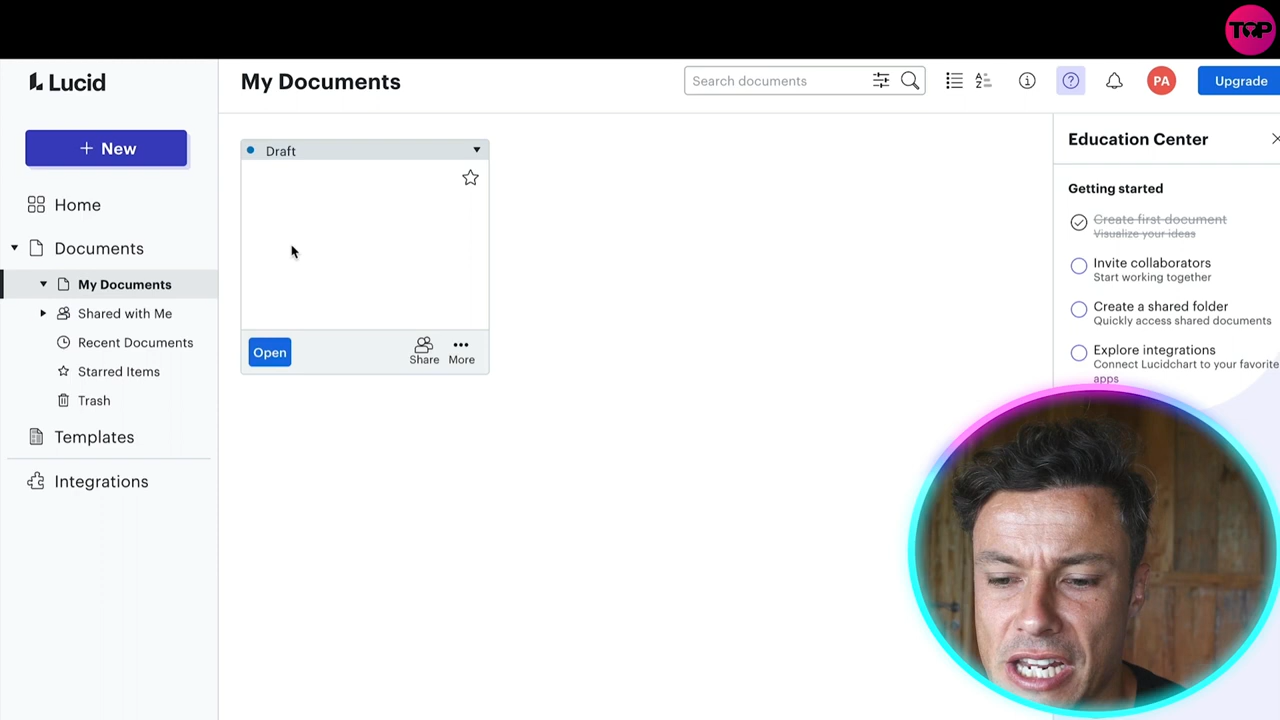 TOP
Lucid
My Documents
Search documents
PA
Upgrade
+ New
Home
Documents
My Documents
Shared with Me
Recent Documents
Starred Items
Trash
Templates
Integrations
Draft
Open
Share
More
Education Center
Getting started
Create first document
Visualize your ideas
Invite collaborators
Start working together
Create a shared folder
Quickly access shared documents
Explore integrations
Connect Lucidchart to your favorite
apps